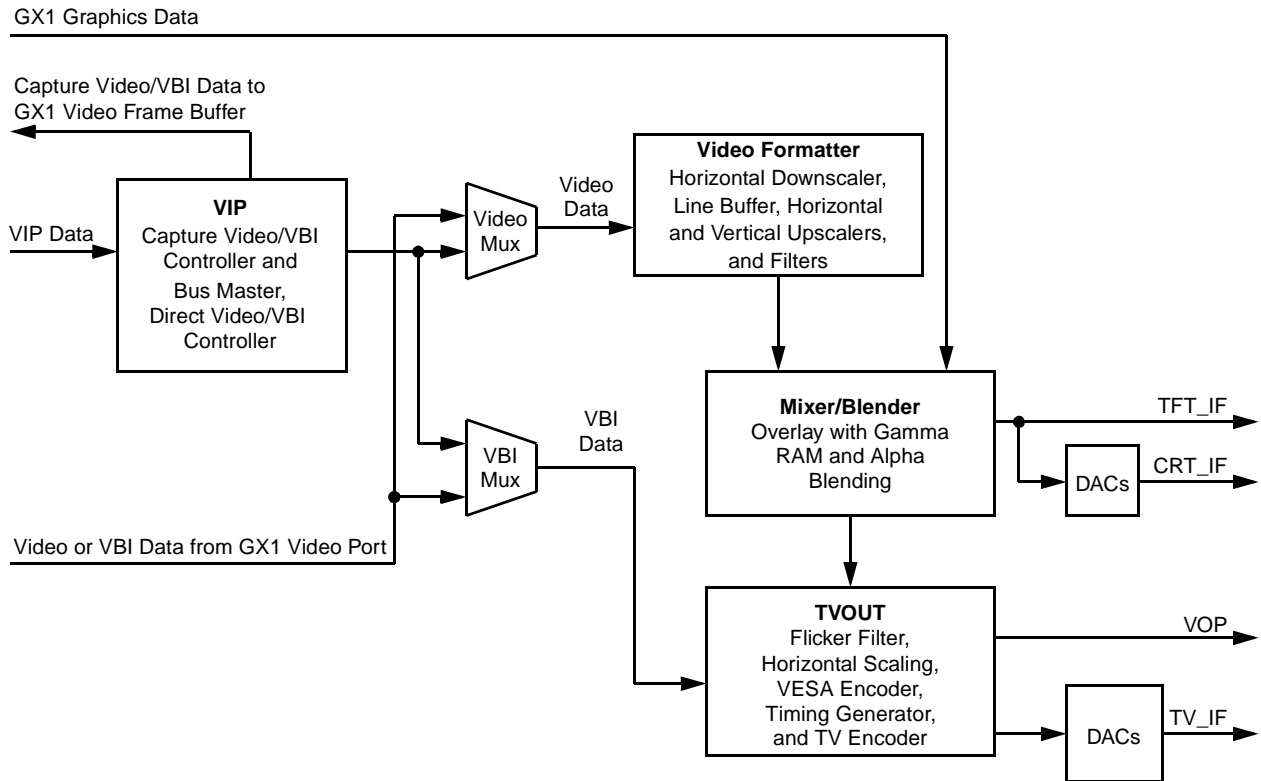 GX1 Graphics Data
Capture Video/VBI Data to
GX1 Video Frame Buffer
VIP Data
VIP
Capture Video/VBI
Controller and
Bus Master,
Direct Video/VBI
Controller
Video
Mux
Video
Data
Video Formatter
Horizontal Downscaler,
Line Buffer, Horizontal
and Vertical Upscalers,
and Filters
VBI
Mux
VBI
Data
Mixer/Blender
Overlay with Gamma
RAM and Alpha
Blending
TFT_IF
DACs
CRT_IF
Video or VBI Data from GX1 Video Port
TVOUT
Flicker Filter,
Horizontal Scaling,
VESA Encoder,
Timing Generator,
and TV Encoder
VOP
DACs
TV_IF